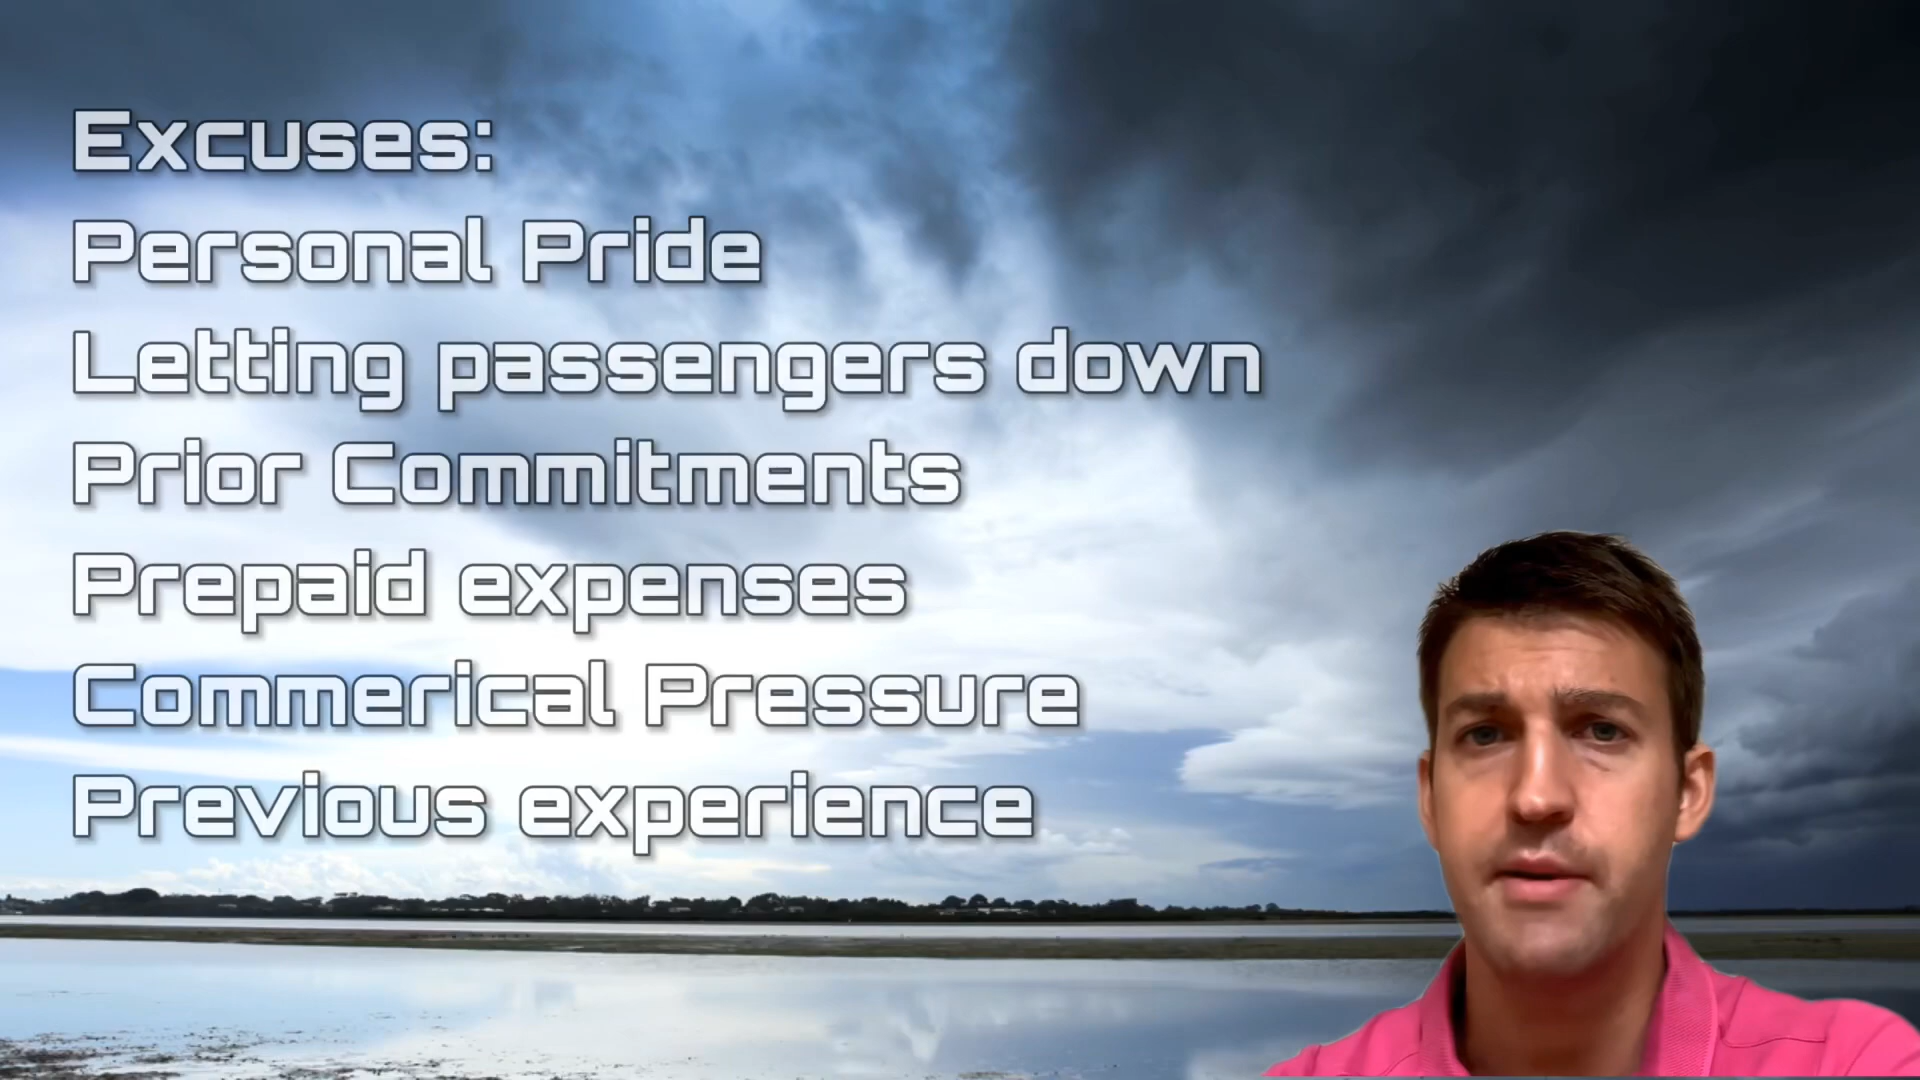 Excuses:
Personal Pride
Letting passengers down
Prior Commitments
Prepaid expenses
Commerical Pressure
Previous experience